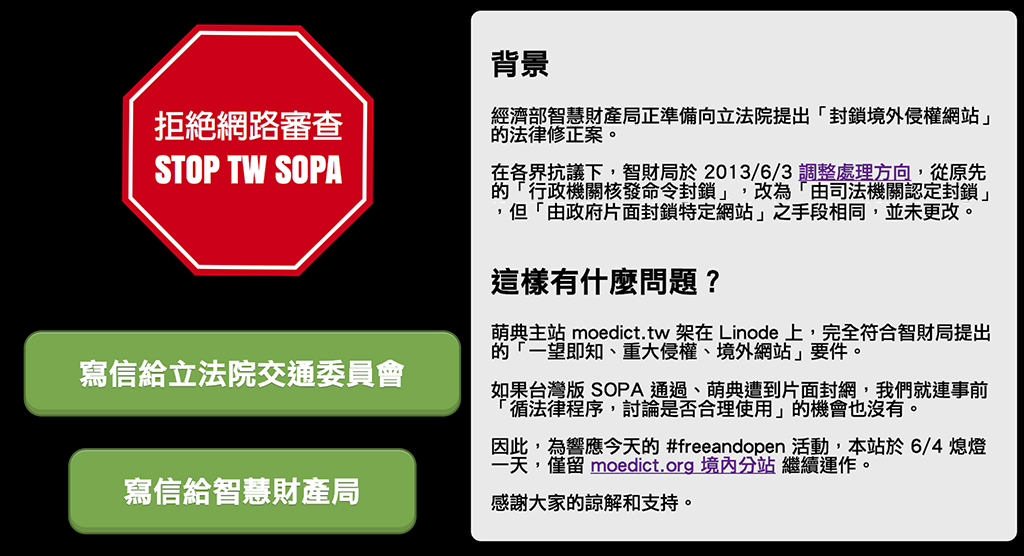 拒絕網路審查
STOP TW SOPA
寫信給立法院交通委員會
寫信給智慧財產局
背景
經濟部智慧財產局正準備向立法院提出「封鎖境外侵權網站」
的法律修正案。
在各界抗議下，智財局於 2013/6/3 調整處理方向，從原先
的「行政機關核發命令封鎖」，改為「由司法機關認定封鎖」
，但「由政府片面封鎖特定網站」之手段相同，並未更改。
這樣有什麼問題？
萌典主站 moedict.tw 架在 Linode 上，完全符合智財局提出
的「一望即知、重大侵權、境外網站」要件。
如果台灣版 SOPA 通過、萌典遭到片面封網，我們就連事前
「循法律程序，討論是否合理使用」的機會也沒有。
因此，為響應今天的 #freeandopen 活動，本站於 6/4 熄燈
一天，僅留 moedict.org 境內分站 繼續運作。
感謝大家的諒解和支持。